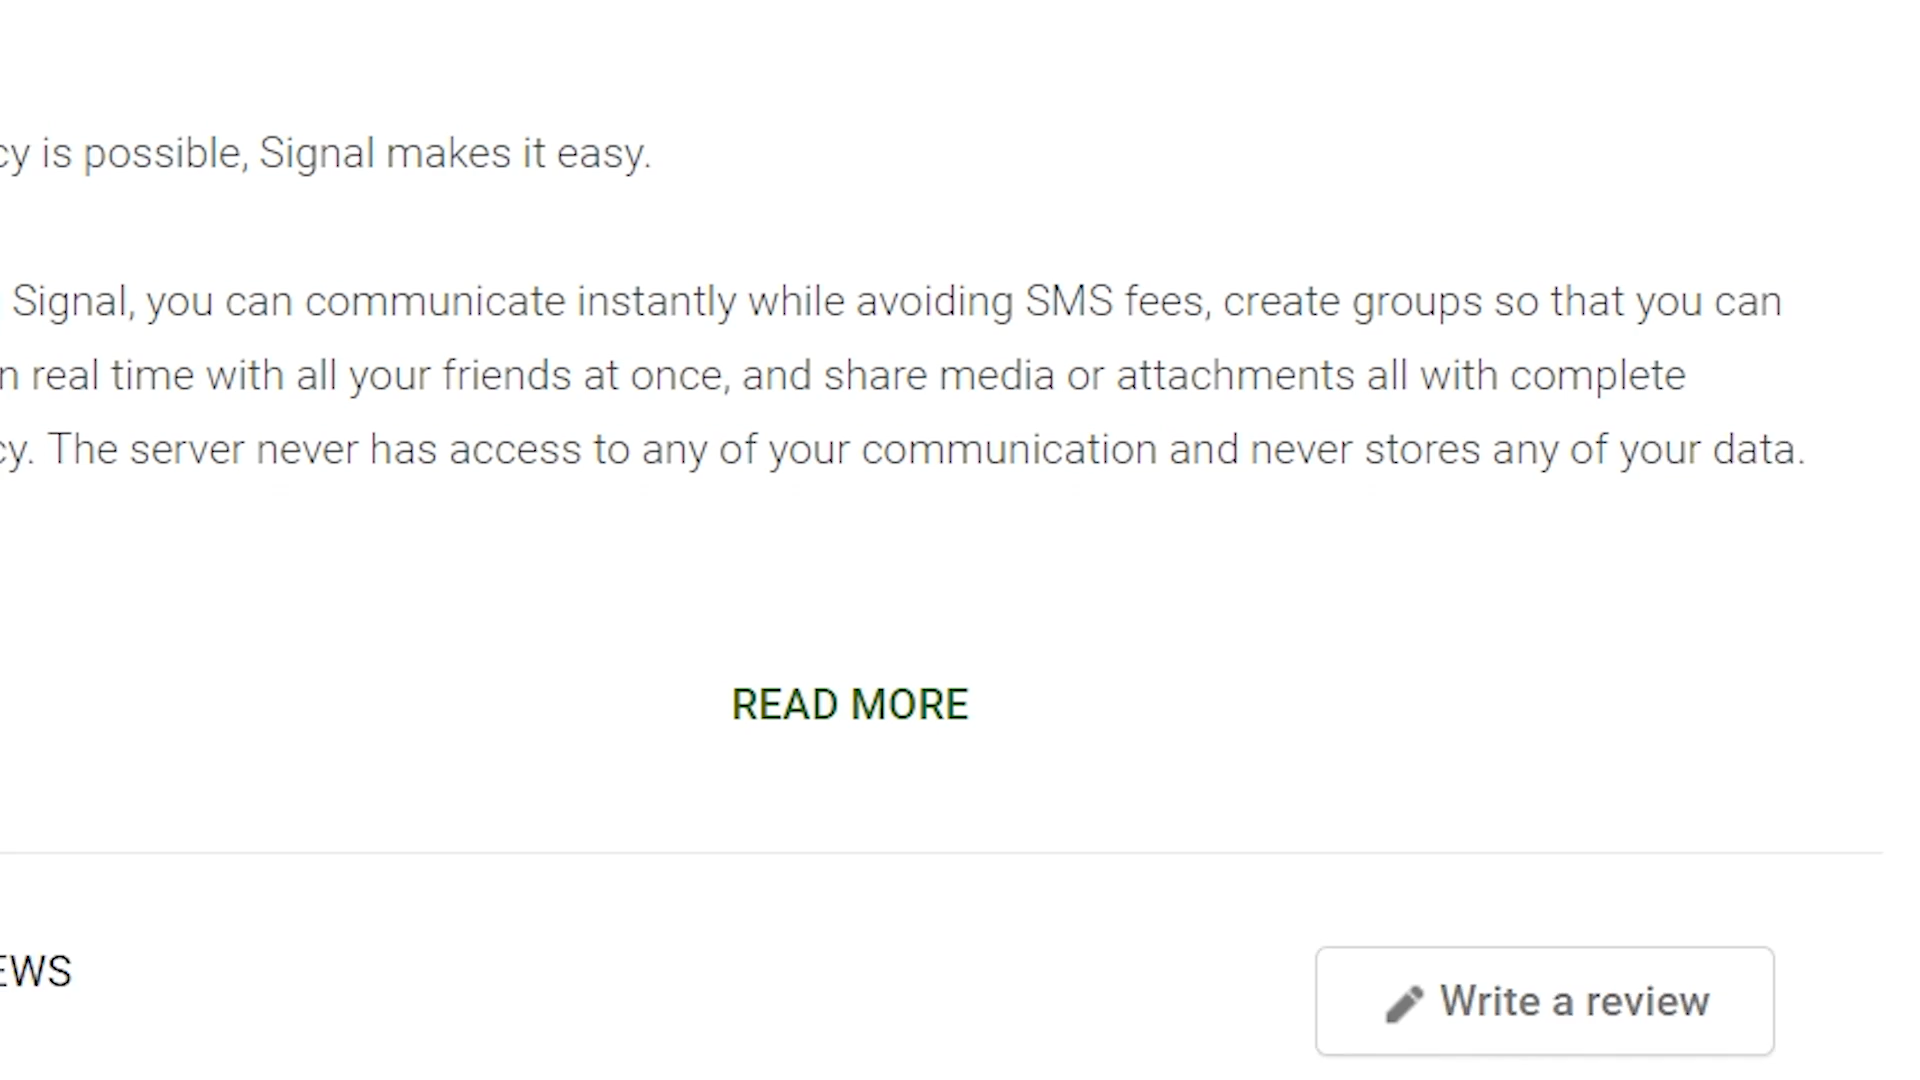 cy is possible, Signal makes it easy.
Signal, you can communicate instantly while avoiding SMS fees, create groups so that you can
n real time with all your friends at once, and share media or attachments all with complete
cy. The server never has access to any of your communication and never stores any of your data.
READ MORE
EWS
Write a review